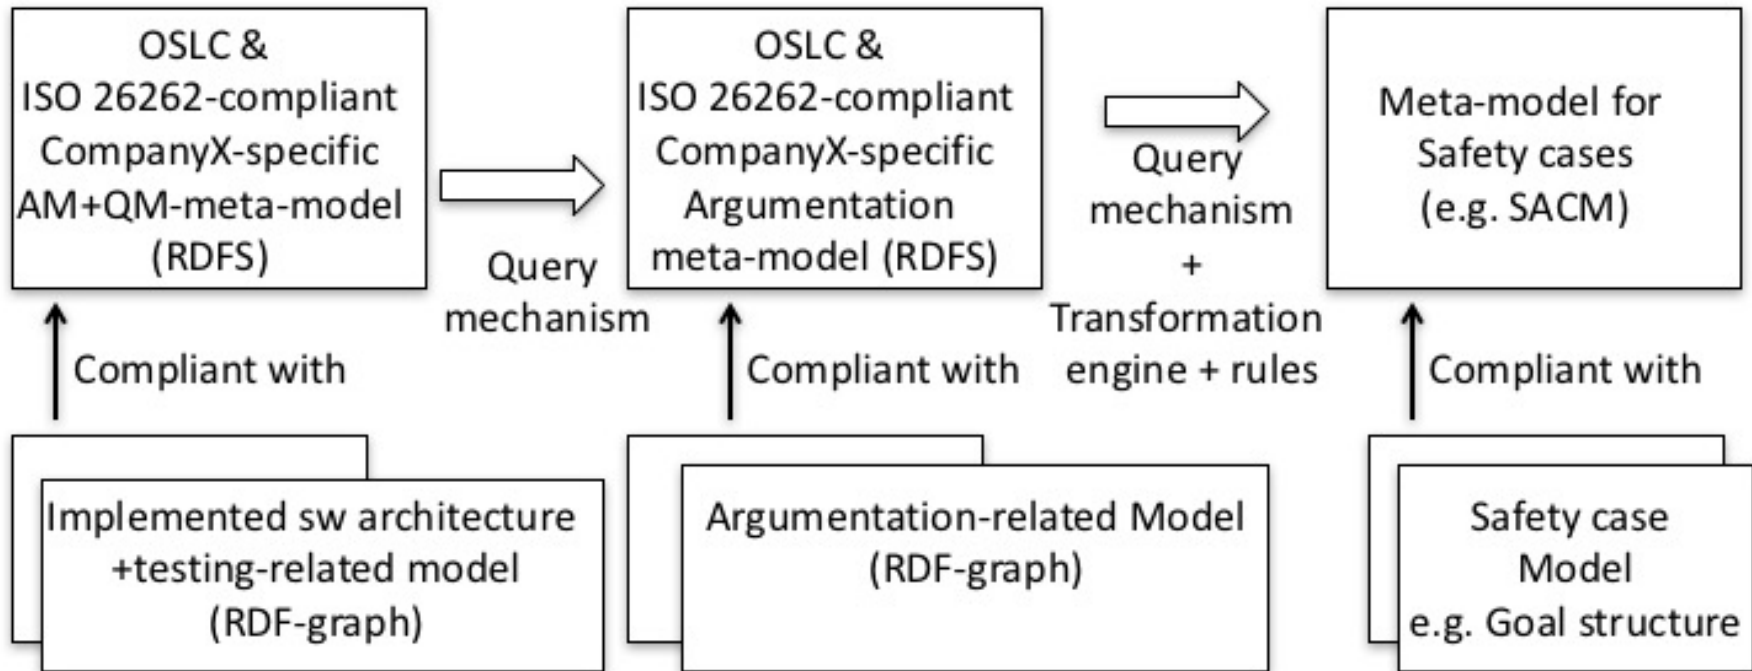 OSLC &
ISO 26262-compliant
CompanyX-specific
AM+QM-meta-model
(RDFS)
Query
mechanism
OSLC &
ISO 26262-compliant
CompanyX-specific
Argumentation
meta-model (RDFS)
Query
mechanism
+
Transformation
engine + rules
Meta-model for
Safety cases
(e.g. SACM)
Compliant with
Compliant with
Compliant with
Implemented sw architecture
+testing-related model
(RDF-graph)
Argumentation-related Model
(RDF-graph)
Safety case
Model
e.g. Goal structure